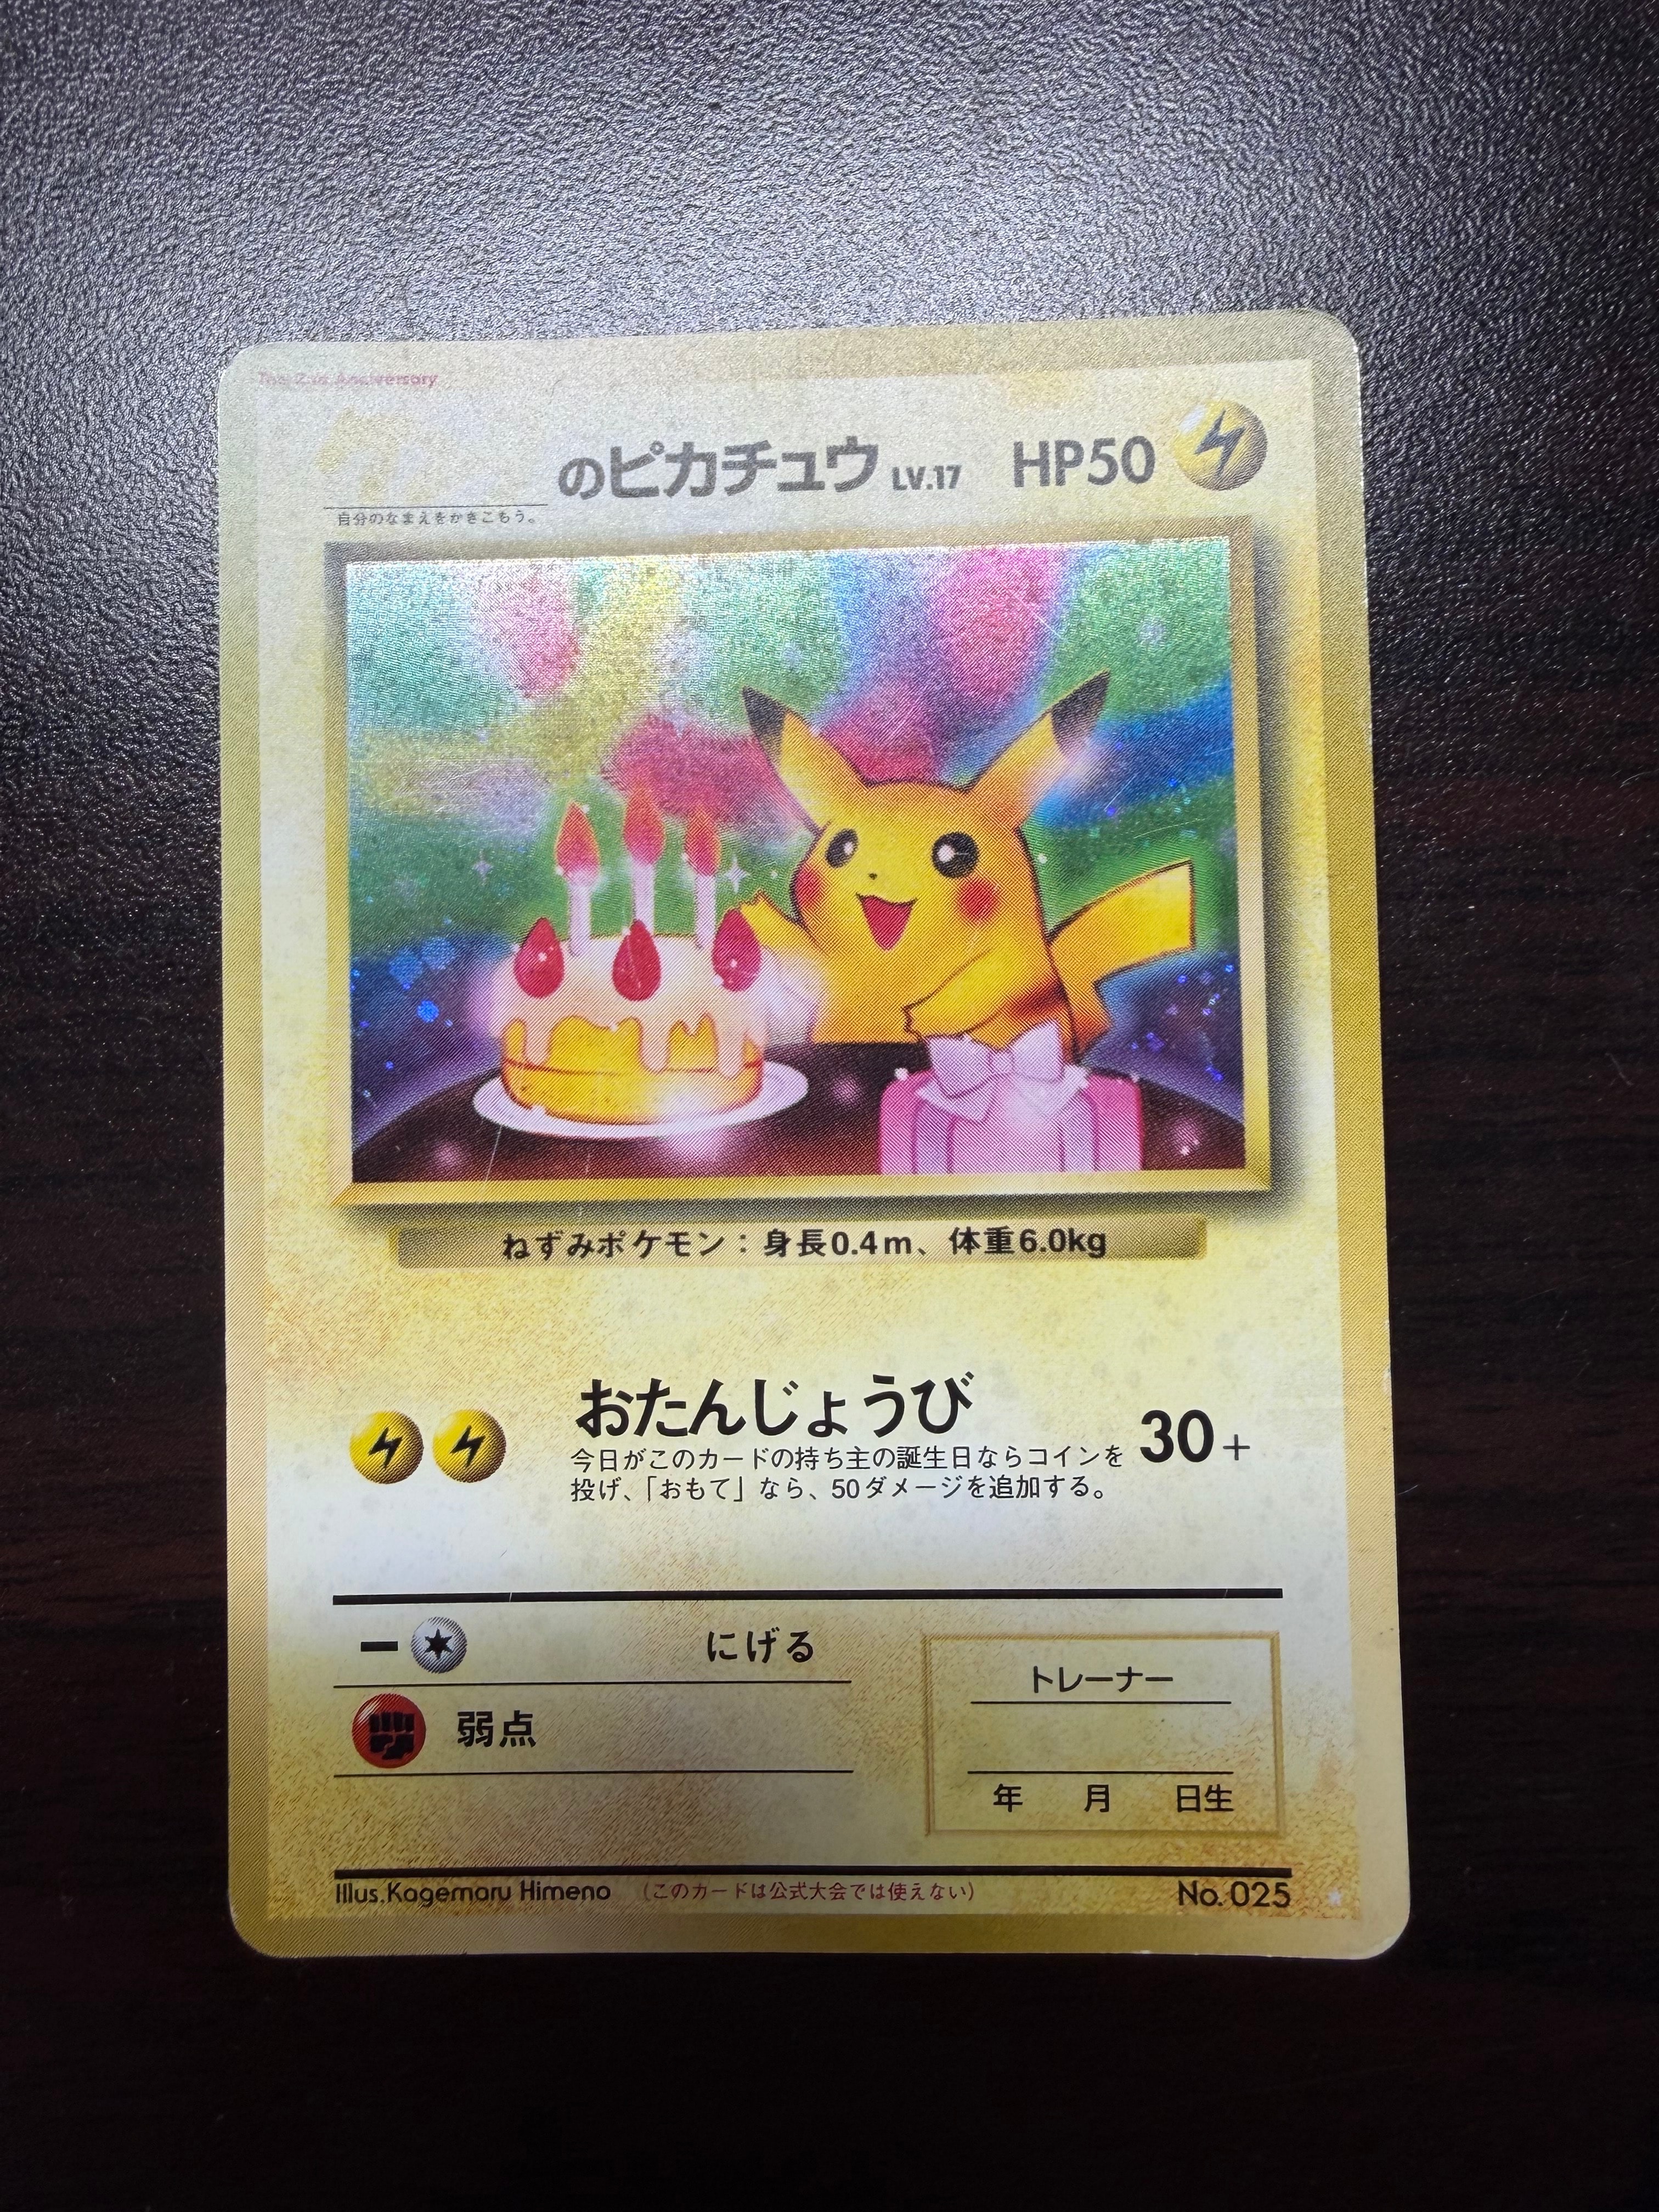 The 2nd Anniversary
のピカチュウ LV.17 HP50
自分のなまえをかきこもう。
ねずみポケモン：身長0.4m、体重6.0kg
おたんじょうび 30+
今日がこのカードの持ち主の誕生日ならコインを
投げ、「おもて」なら、50ダメージを追加する。
ー にげる
弱点
トレーナー
年 月 日生
Illus.Kagemaru Himeno （このカードは公式大会では使えない） No. 025